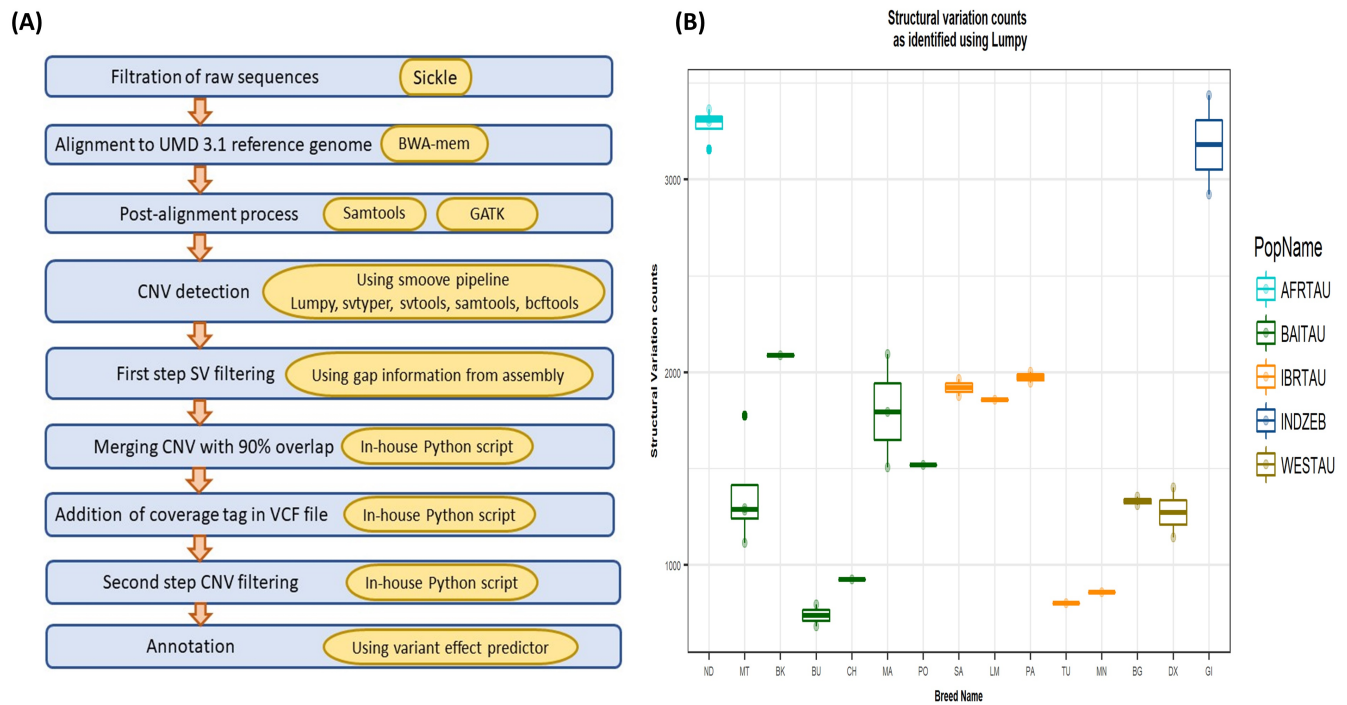 (A)
Filtration of raw sequences Sickle
Alignment to UMD 3.1 reference genome BWA-mem
Post-alignment process Samtools GATK
CNV detection
Using smoove pipeline
Lumpy, svtyper, svtools, samtools, bcftools
First step SV filtering Using gap information from assembly
Merging CNV with 90% overlap In-house Python script
Addition of coverage tag in VCF file In-house Python script
Second step CNV filtering In-house Python script
Annotation Using variant effect predictor
(B)
Structural variation counts
as identified using Lumpy
Structural Variation counts
3000
2000
1000
ND MT BK BU CH MA PO SA LM PA TU MN BG DX GI
Breed Name
PopName
AFRTAU
BAITAU
IBRTAU
INDZEB
WESTAU